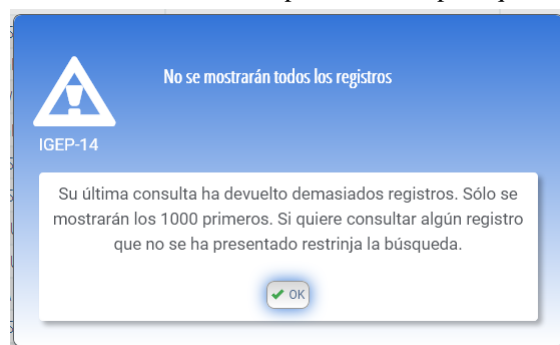 No se mostrarán todos los registros
IGEP-14
Su última consulta ha devuelto demasiados registros. Sólo se
mostrarán los 1000 primeros. Si quiere consultar algún registro
que no se ha presentado restrinja la búsqueda.
OK